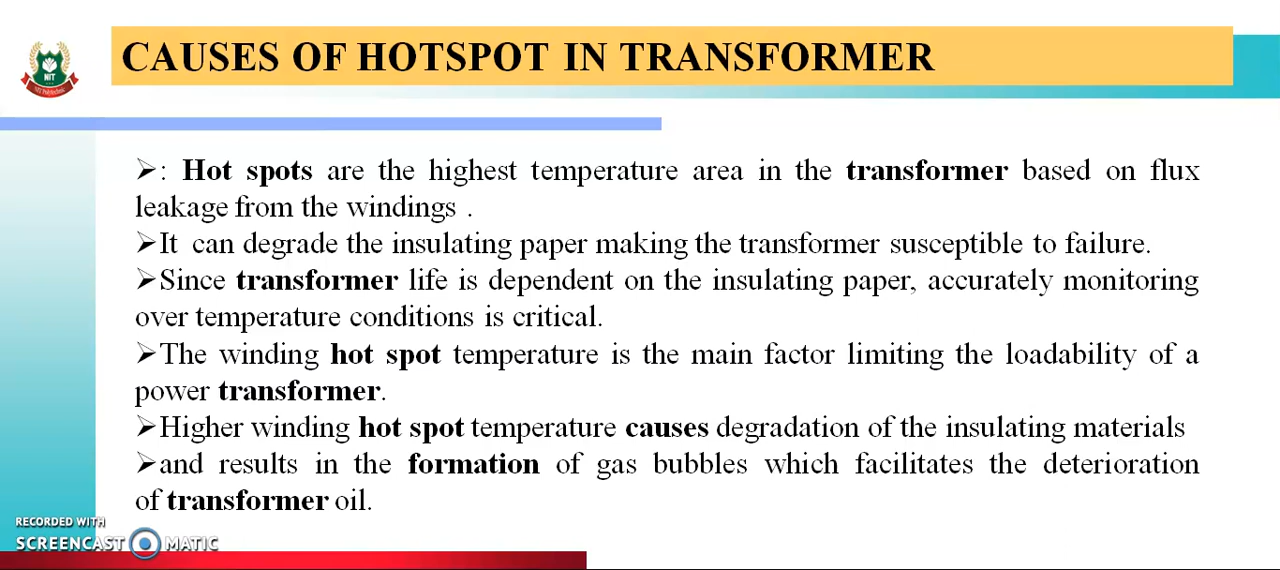 CAUSES OF HOTSPOT IN TRANSFORMER
NIT
NIT Polytechnic
➢: Hot spots are the highest temperature area in the transformer based on flux
leakage from the windings .
➢It can degrade the insulating paper making the transformer susceptible to failure.
➢Since transformer life is dependent on the insulating paper, accurately monitoring
over temperature conditions is critical.
➢The winding hot spot temperature is the main factor limiting the loadability of a
power transformer.
➢Higher winding hot spot temperature causes degradation of the insulating materials
➢and results in the formation of gas bubbles which facilitates the deterioration
of transformer oil.
RECORDED WITH
SCREENCAST MATIC